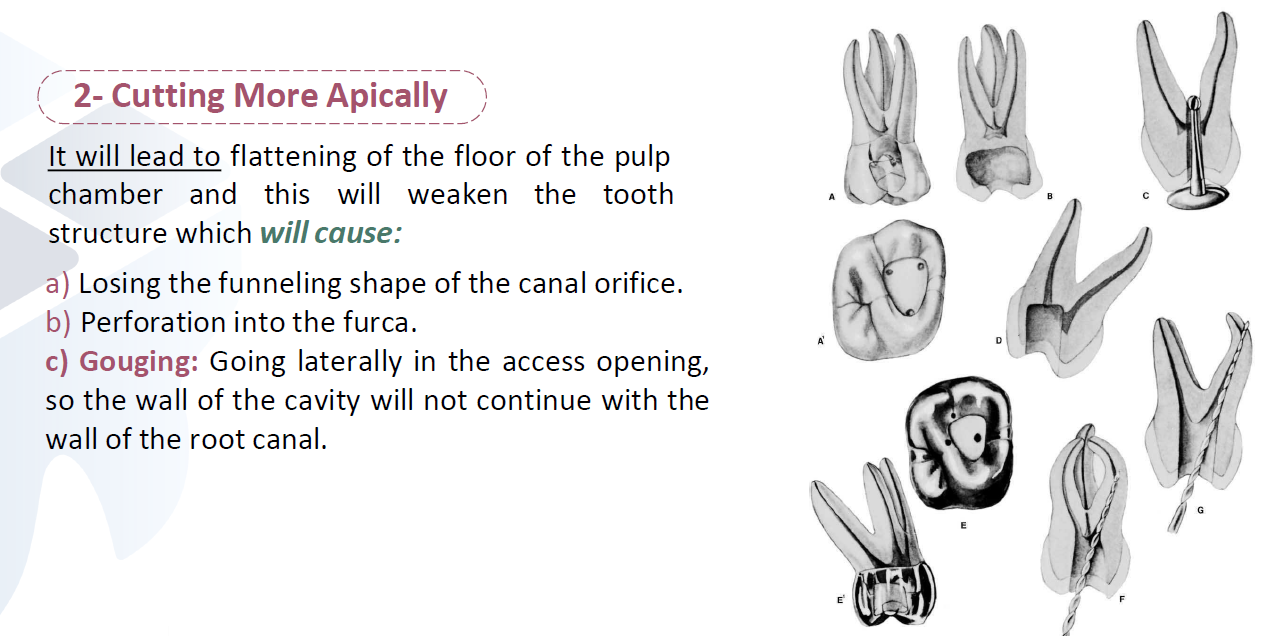 2- Cutting More Apically
It will lead to flattening of the floor of the pulp
chamber and this will weaken the tooth
structure which will cause:
a) Losing the funneling shape of the canal orifice.
b) Perforation into the furca.
c) Gouging: Going laterally in the access opening,
so the wall of the cavity will not continue with the
wall of the root canal.
A
B
C
A'
D
E
G
E'
F